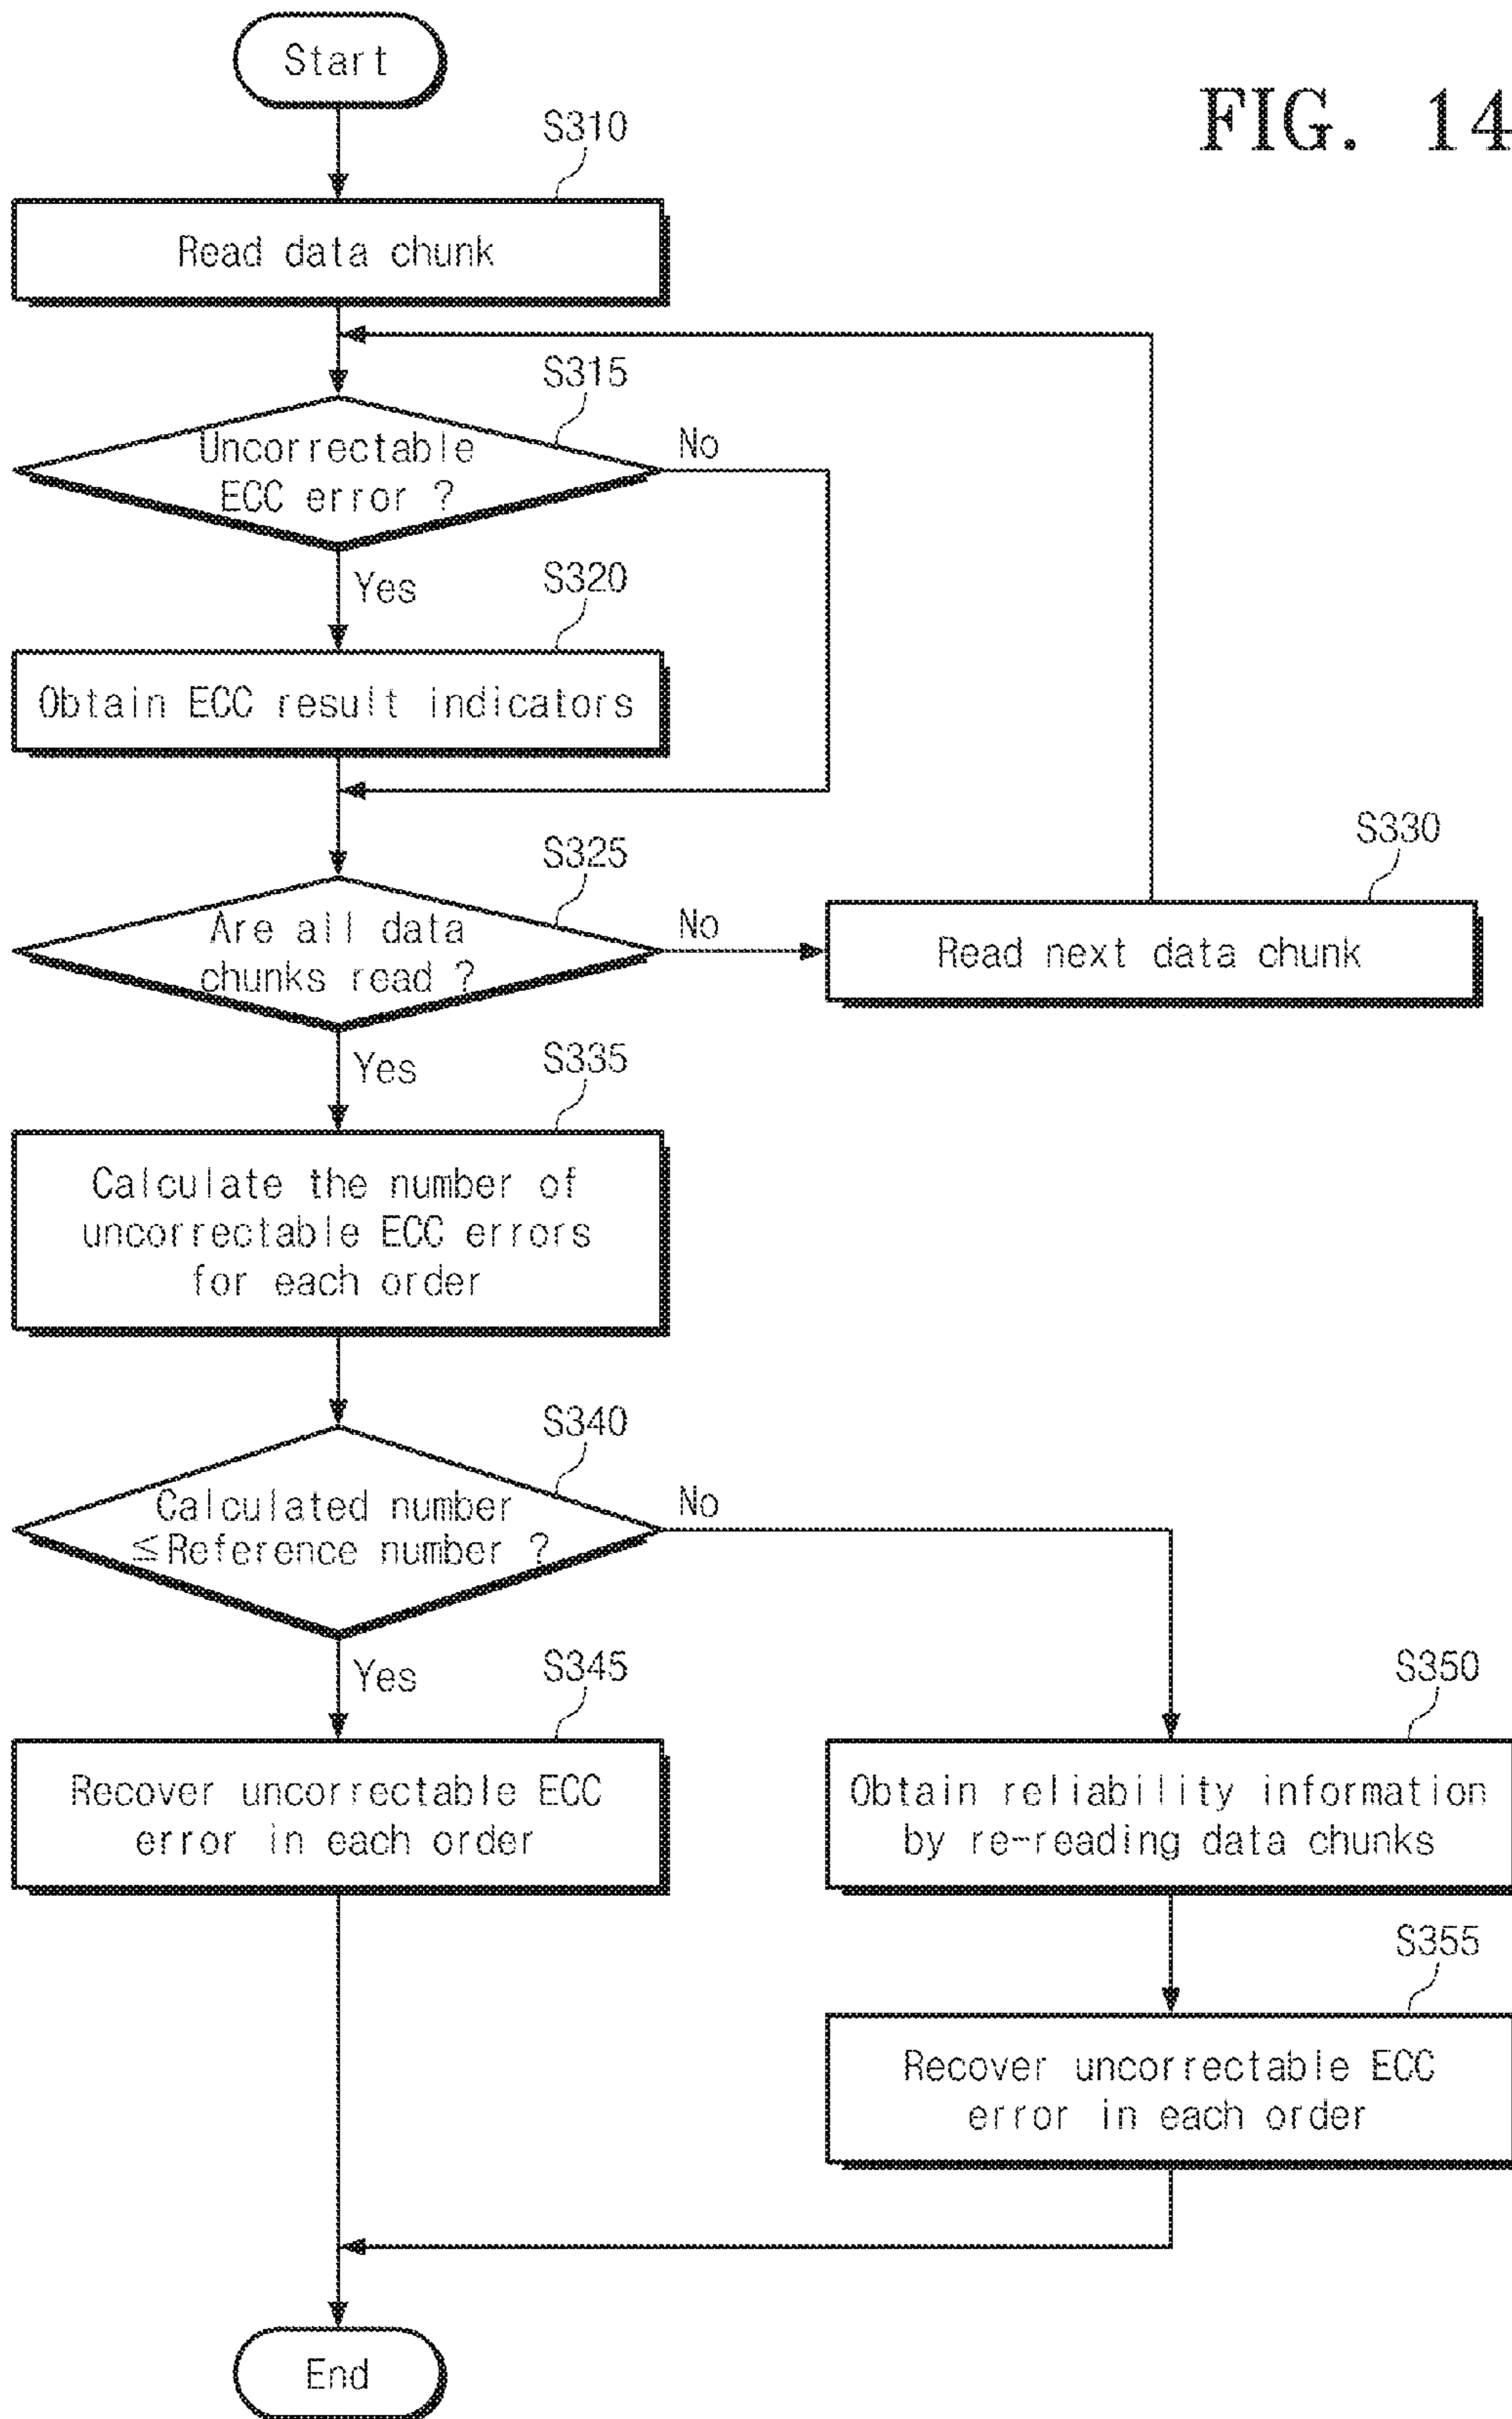 Start
FIG. 14
S310
Read data chunk
S315
Uncorrectable
ECC error ?
No
Yes
S320
Obtain ECC result indicators
S325
Are all data
chunks read ?
No
S330
Read next data chunk
Yes
S335
Calculate the number of
uncorrectable ECC errors
for each order
S340
Calculated number
≦Reference number ?
No
Yes
S345
Recover uncorrectable ECC
error in each order
S350
Obtain reliability information
by re-reading data chunks
S355
Recover uncorrectable ECC
error in each order
End